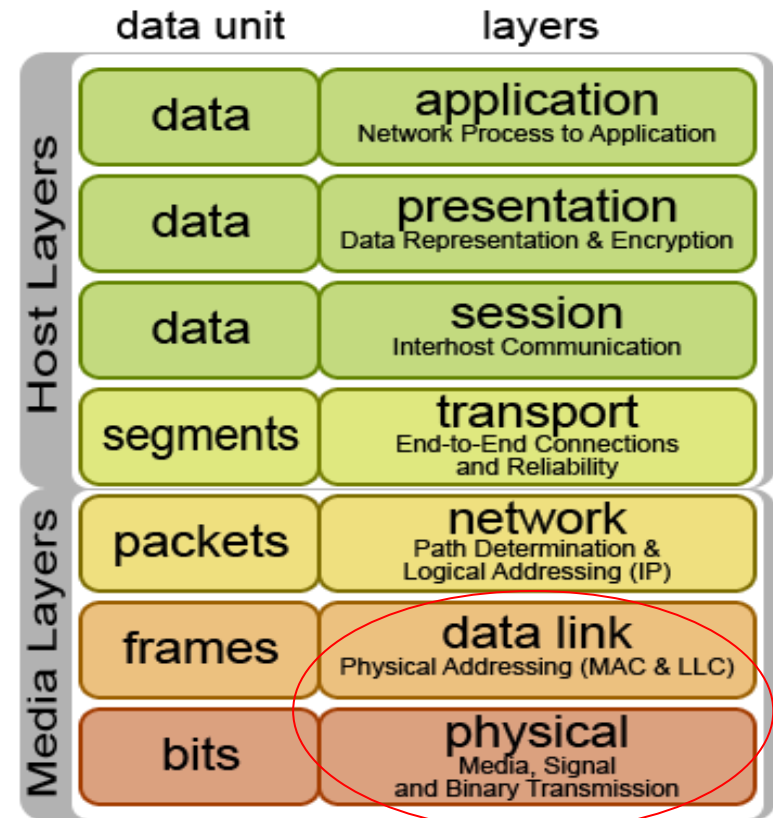 data unit layers
Host Layers
data
application
Network Process to Application
data
presentation
Data Representation & Encryption
data
session
Interhost Communication
segments
transport
End-to-End Connections
and Reliability
Media Layers
packets
network
Path Determination &
Logical Addressing (IP)
frames
data link
Physical Addressing (MAC & LLC)
bits
physical
Media, Signal
and Binary Transmission